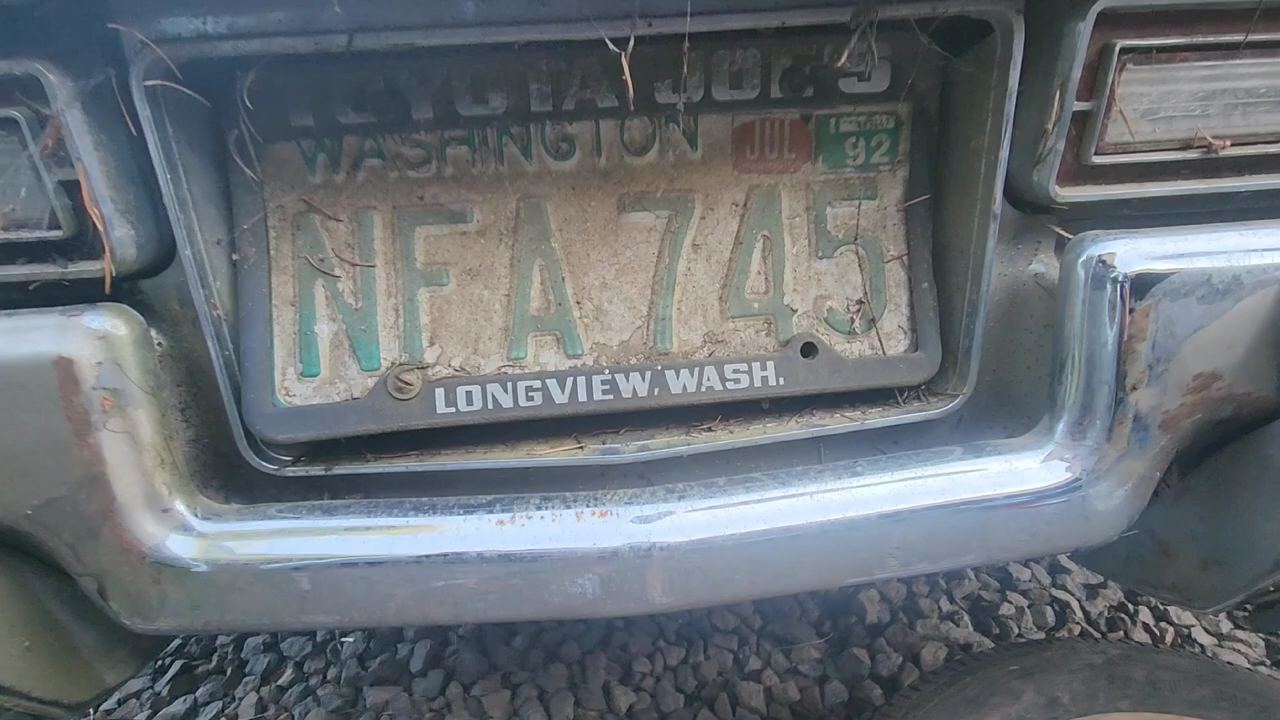 TOYOTA JOE'S
WASHINGTON JUL 92
NFA 745
LONGVIEW, WASH.